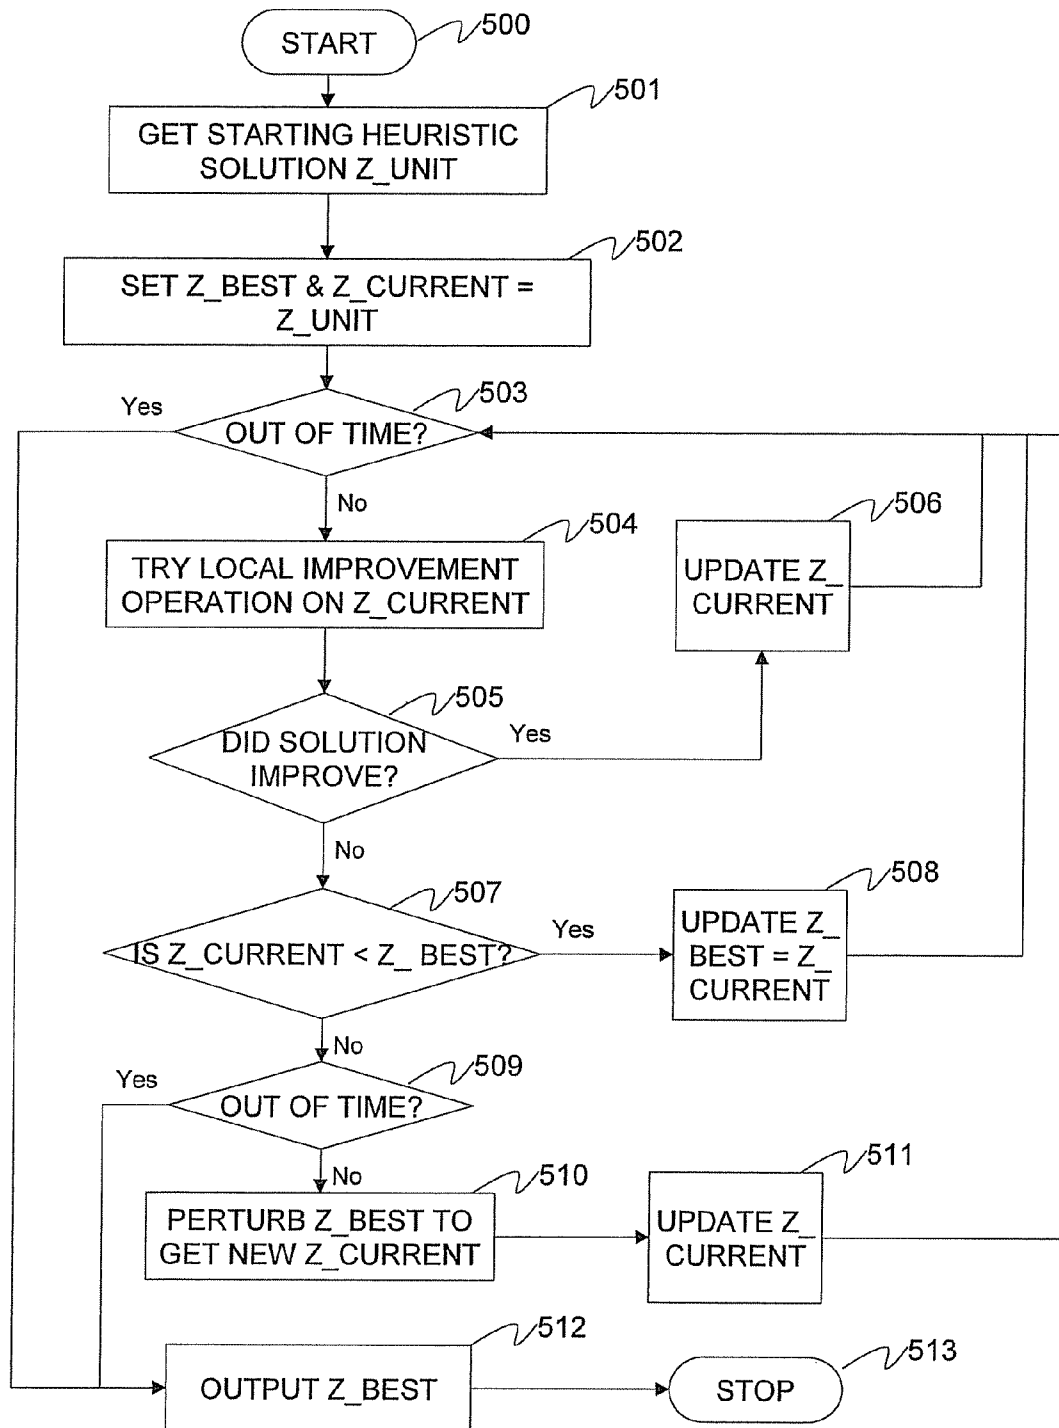 START
500
501
GET STARTING HEURISTIC
SOLUTION Z_UNIT
502
SET Z_BEST & Z_CURRENT =
Z_UNIT
503
Yes
OUT OF TIME?
No
504
TRY LOCAL IMPROVEMENT
OPERATION ON Z_CURRENT
506
UPDATE Z_
CURRENT
505
DID SOLUTION
IMPROVE?
Yes
No
507
IS Z_CURRENT < Z_ BEST?
Yes
508
UPDATE Z_
BEST = Z_
CURRENT
No
509
Yes
OUT OF TIME?
No
510
PERTURB Z_BEST TO
GET NEW Z_CURRENT
511
UPDATE Z_
CURRENT
512
OUTPUT Z_BEST
513
STOP